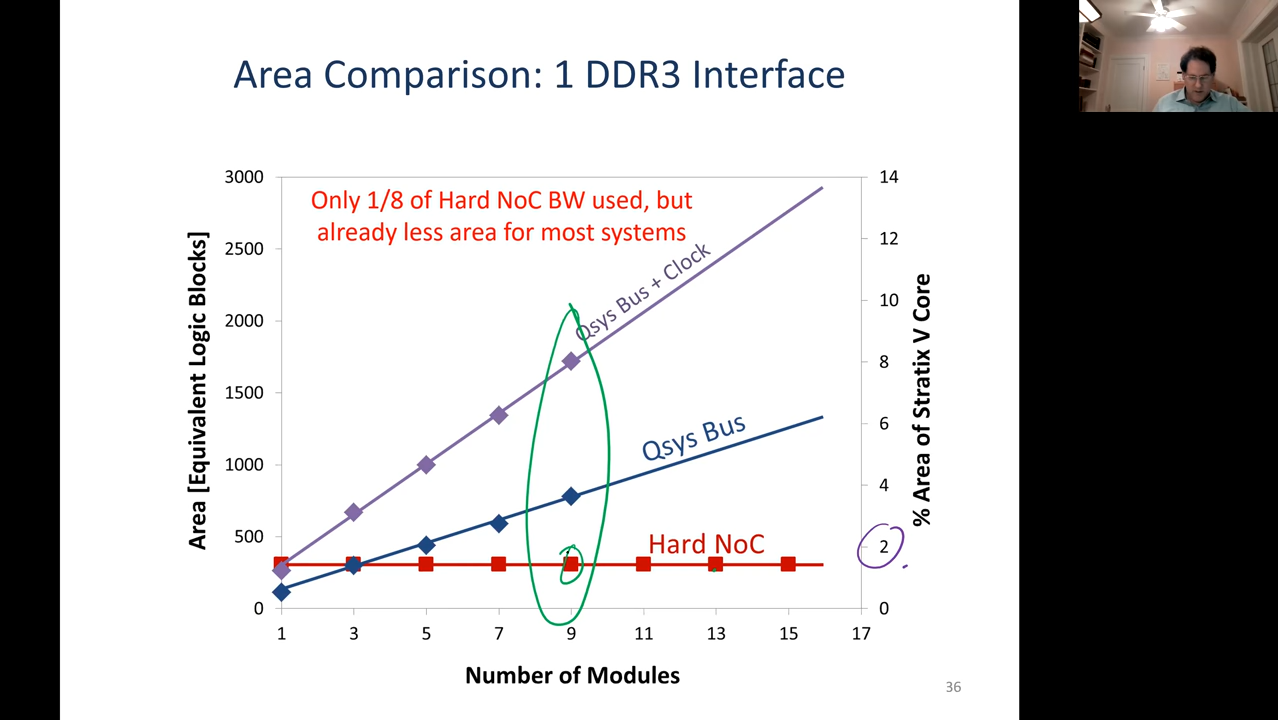 Area Comparison: 1 DDR3 Interface
3000
2500
2000
1500
1000
500
0
Area [Equivalent Logic Blocks]
Only 1/8 of Hard NoC BW used, but
already less area for most systems
Qsys Bus + Clock
Qsys Bus
Hard NoC
14
12
10
8
6
4
2
0
% Area of Stratix V Core
1 3 5 7 9 11 13 15 17
Number of Modules
36